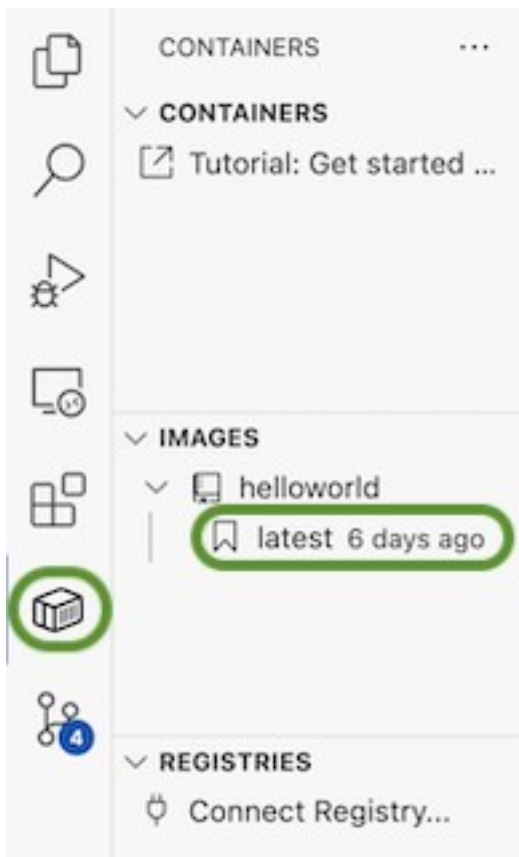 CONTAINERS ...
CONTAINERS
Tutorial: Get started ...
IMAGES
helloworld
latest 6 days ago
4
REGISTRIES
Connect Registry...